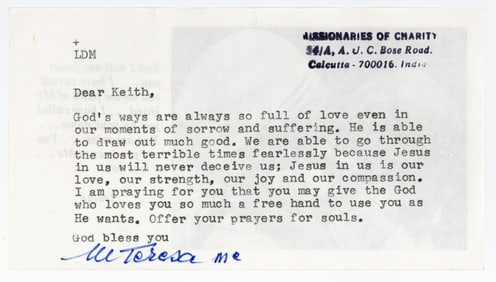 MISSIONARIES OF CHARITY
54/A, A. J. C. Bose Road.
Calcutta - 700016. India
+
LDM
Dear Keith,
God's ways are always so full of love even in
our moments of sorrow and suffering. He is able
to draw out much good. We are able to go through
the most terrible times fearlessly because Jesus
in us will never deceive us; Jesus in us is our
love, our strength, our joy and our compassion.
I am praying for you that you may give the God
who loves you so much a free hand to use you as
He wants. Offer your prayers for souls.
God bless you
M Teresa mc